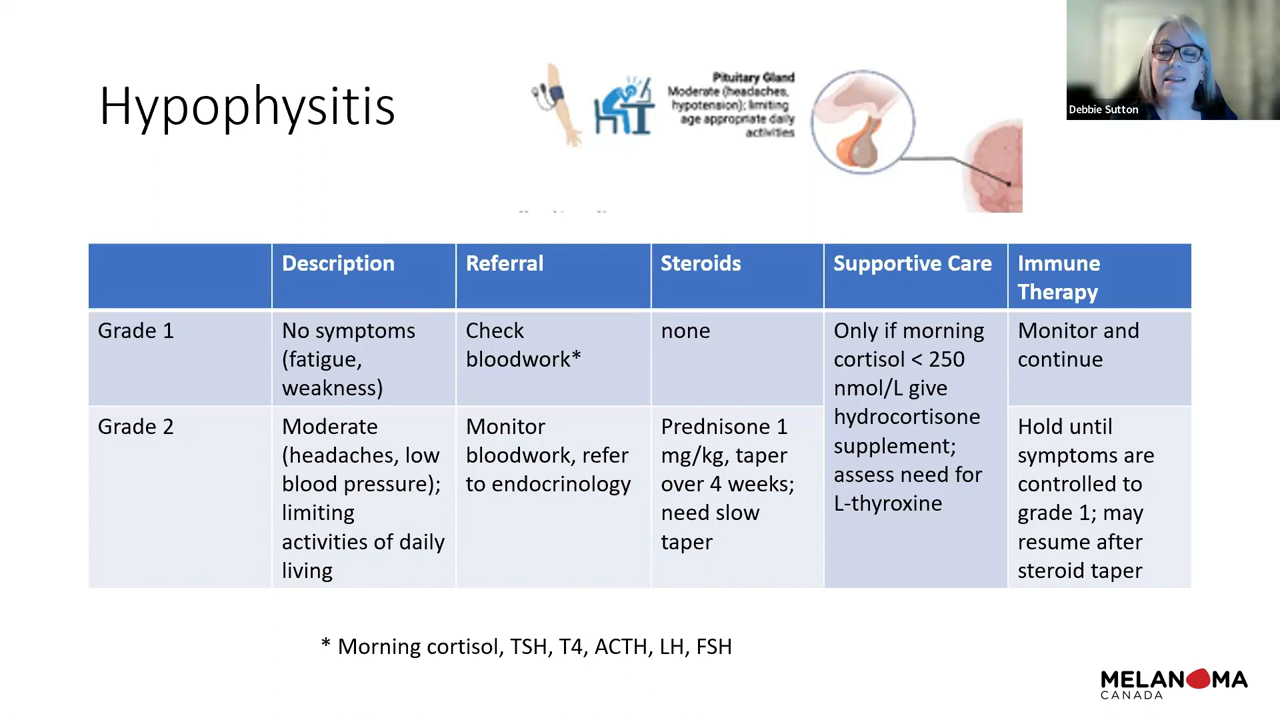 Hypophysitis
Pituitary Gland
Moderate (headaches,
hypotension); limiting
age appropriate daily
activities
Debbie Sutton
Description
Referral
Steroids
Supportive Care
Immune
Therapy
Grade 1
No symptoms
(fatigue,
weakness)
Check
bloodwork*
none
Only if morning
cortisol < 250
nmol/L give
hydrocortisone
supplement;
assess need for
L-thyroxine
Monitor and
continue
Grade 2
Moderate
(headaches, low
blood pressure);
limiting
activities of daily
living
Monitor
bloodwork, refer
to endocrinology
Prednisone 1
mg/kg, taper
over 4 weeks;
need slow
taper
Hold until
symptoms are
controlled to
grade 1; may
resume after
steroid taper
* Morning cortisol, TSH, T4, ACTH, LH, FSH
MELANOMA
CANADA